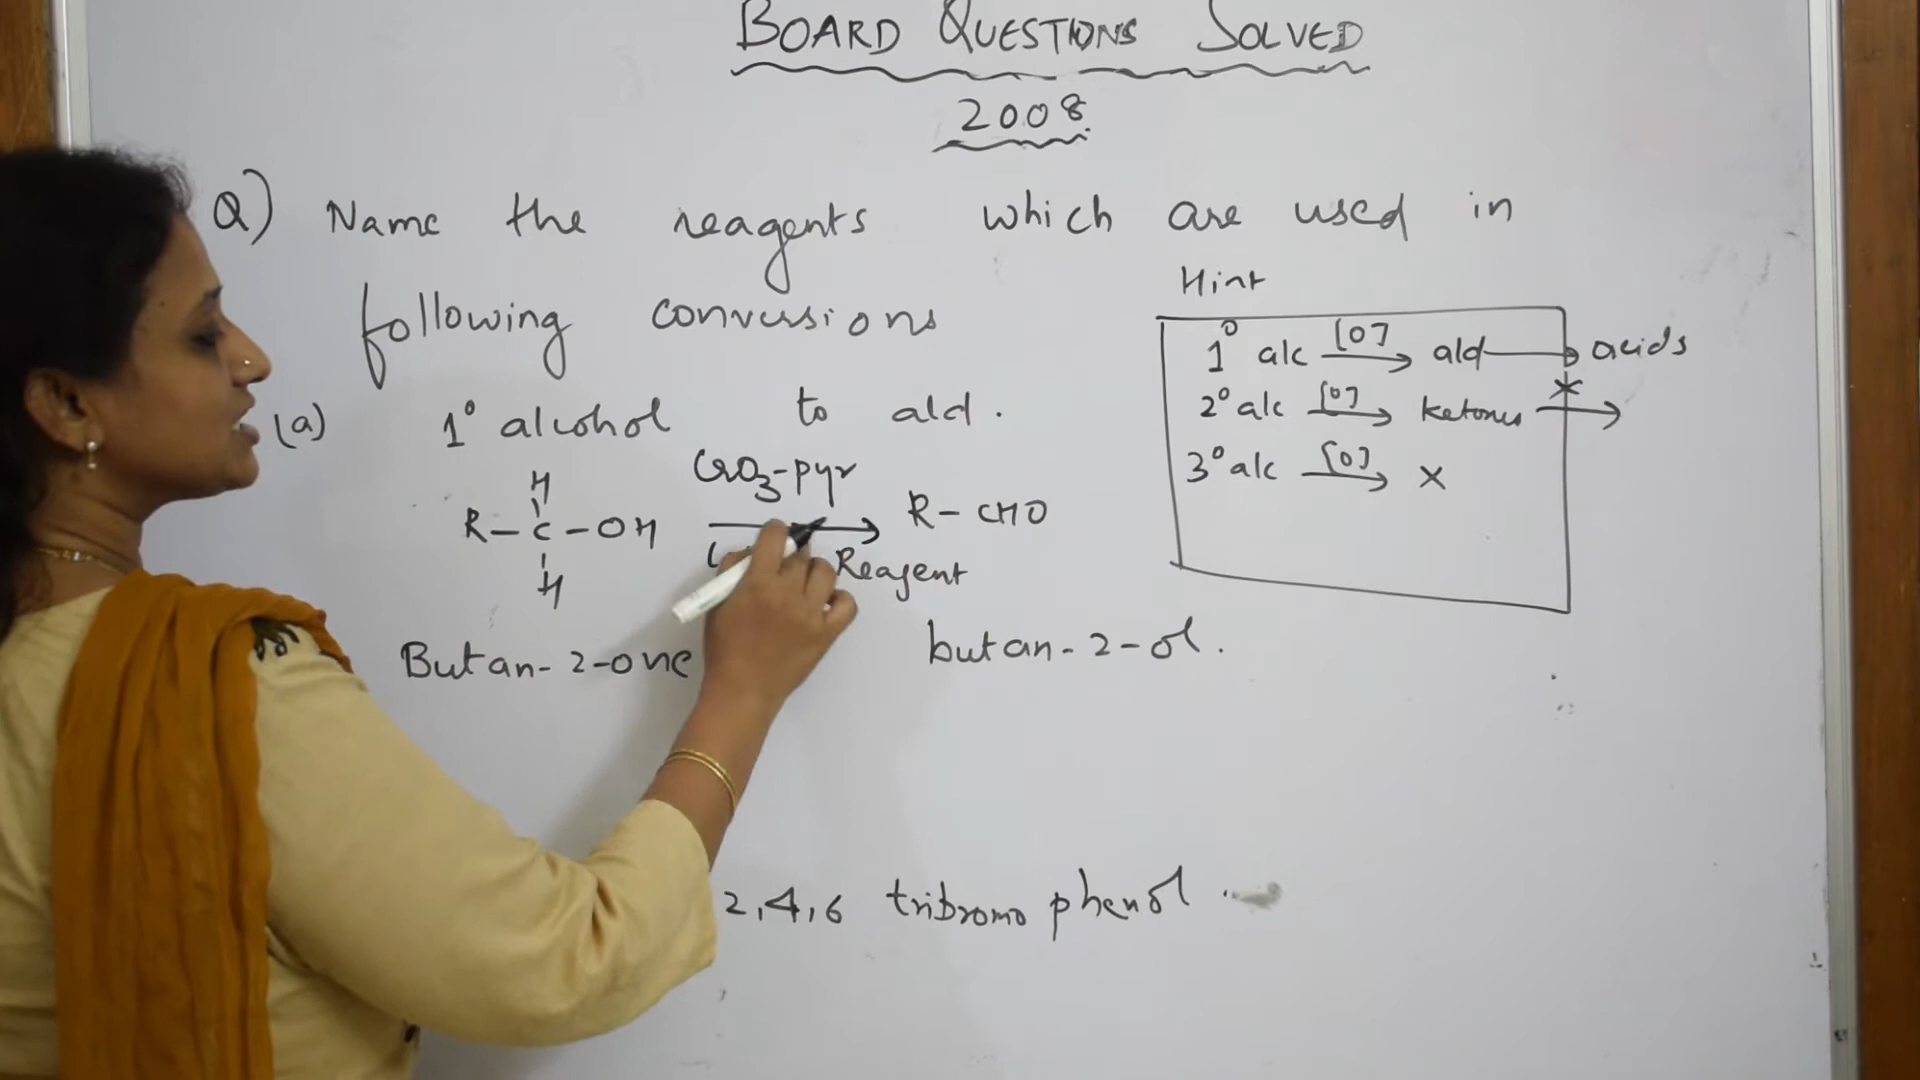 BOARD QUESTIONS SOLVED
2008
Q) Name the reagents which are used in
following conversions
Hint
1° alc [O] ald acids
2° alc [O] ketones
3° alc [O] X
(a) 1° alcohol to ald.
CrO3-pyr
H
R-C-OH R-CHO
H
Reagent
Butan-2-one butan-2-ol.
2,4,6 tribromo phenol